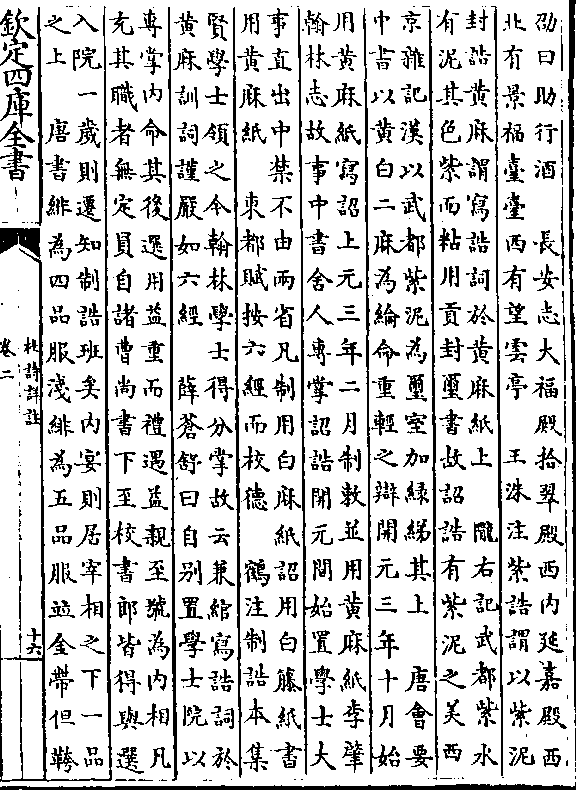 劭曰助行酒　長安志大福殿拾翠殿西内延嘉殿西
北有景福臺臺西有望雲亭　王洙注紫誥謂以紫泥
封誥黄麻謂寫誥詞於黄麻紙上　隴右記武都紫水
有泥其色紫而粘用貢封璽書故詔誥有紫泥之美西
京雜記漢以武都紫泥為璽室加緑綈其上　唐會要
中書以黄白二麻為綸命重輕之辯開元三年十月始
用黄麻紙寫詔上元三年二月制敕並用黄麻紙李肇
翰林志故事中書舍人專掌詔誥開元間始置學士大
事直出中禁不由兩省凡制用白麻紙詔用白籐紙書
用黄麻紙　東都賦按六經而校德　鶴注制誥本集
賢學士領之今翰林學士得分掌故云兼綰寫誥詞於
黄麻訓詞謹嚴如六經　薛蒼舒曰自别置學士院以
專掌内命其後選用益重而禮遇益親至號為内相凡
充其職者無定員自諸曹尚書下至校書郎皆得與選
入院一歲則遷知制誥班矣内宴則居宰相之下一品
之上　唐書緋為四品服淺緋為五品服並金帶但鞶
欽定四庫全書
杜詩詳註
卷二
十六